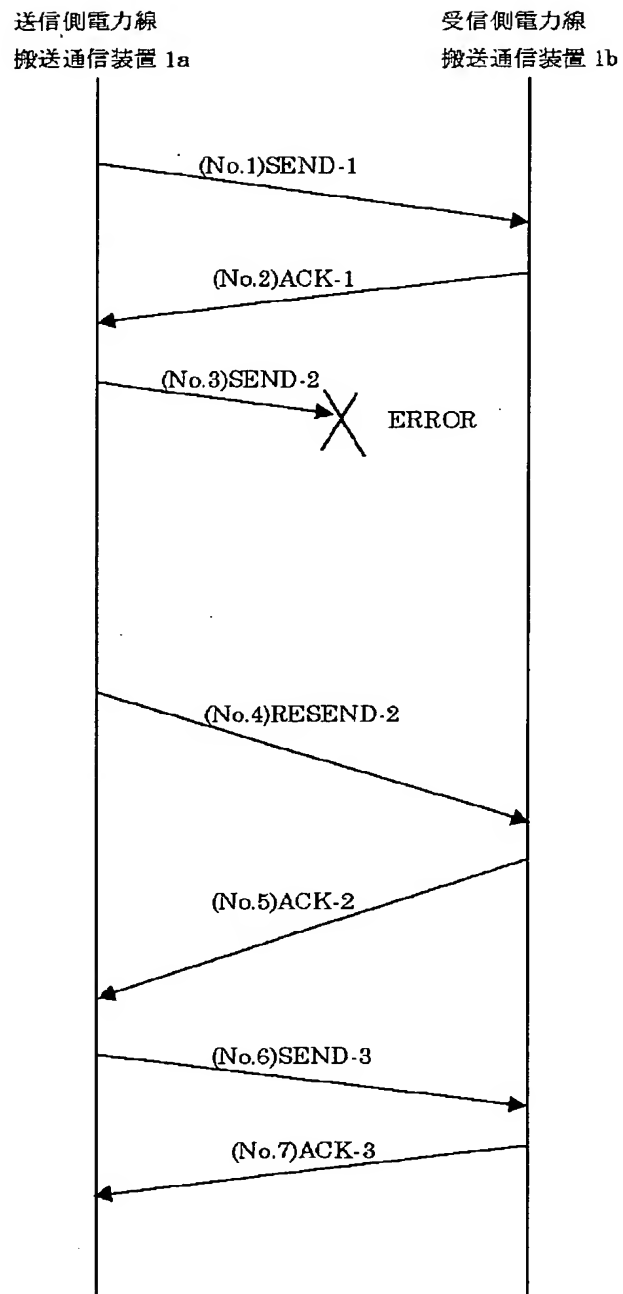 送信側電力線
搬送通信装置 1a
受信側電力線
搬送通信装置 1b
(No.1)SEND-1
(No.2)ACK-1
(No.3)SEND-2
ERROR
(No.4)RESEND-2
(No.5)ACK-2
(No.6)SEND-3
(No.7)ACK-3